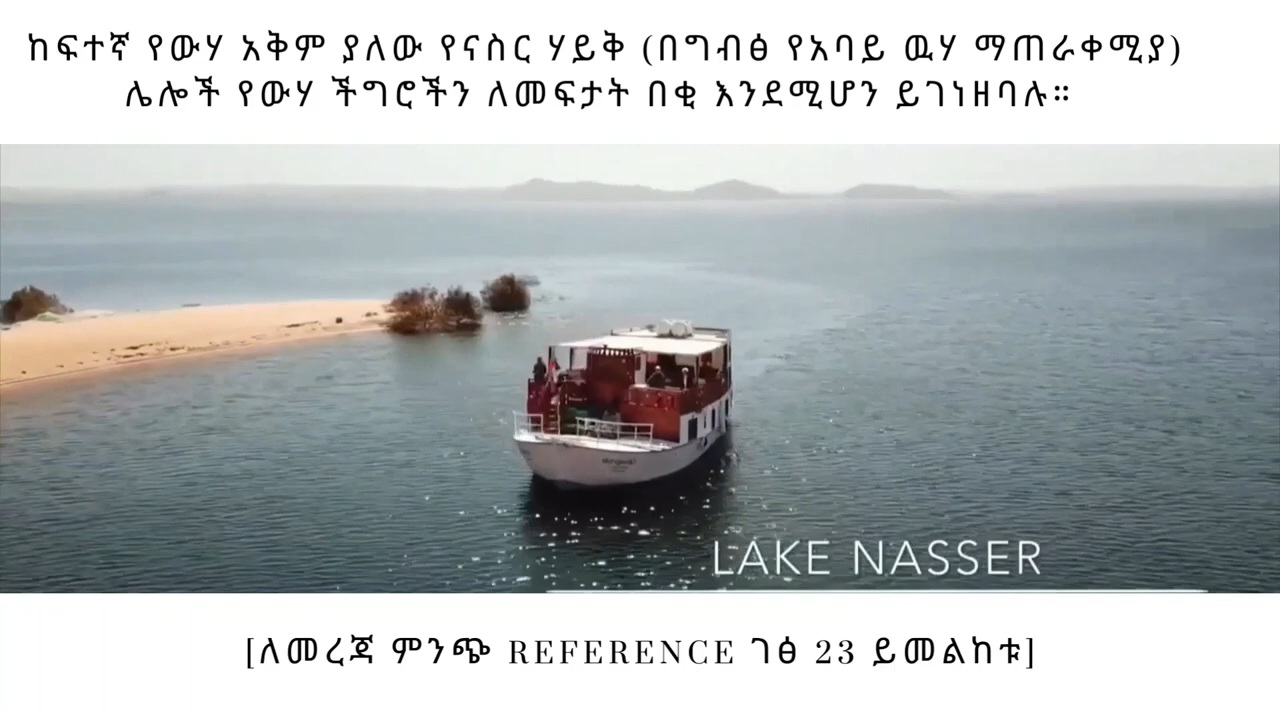 ከፍተኛ የውሃ አቅም ያለው የናስር ሃይቅ (በግብፅ የአባይ ዉሃ ማጠራቀሚያ)
ሌሎች የውሃ ችግሮችን ለመፍታት በቂ እንደሚሆን ይገነዘባሉ።
LAKE NASSER
[ለመረጃ ምንጭ REFERENCE ገፅ 23 ይመልከቱ]